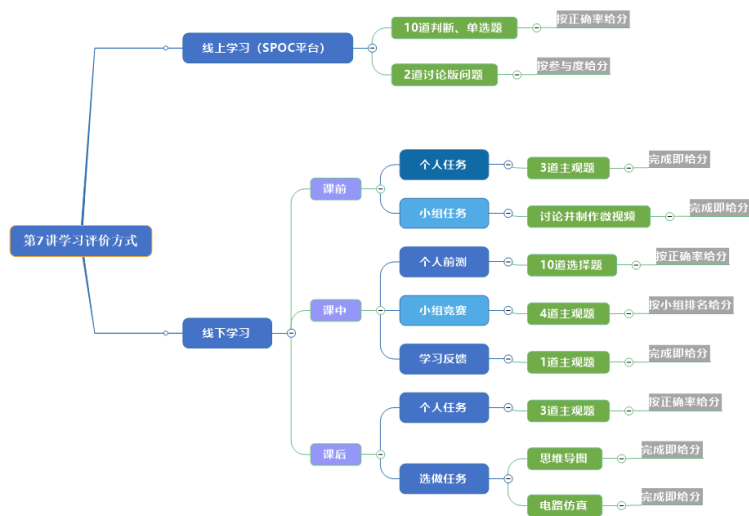 第7讲学习评价方式
线上学习（SPOC平台）
10道判断、单选题
按正确率给分
2道讨论版问题
按参与度给分
线下学习
课前
个人任务
3道主观题
完成即给分
小组任务
讨论并制作微视频
完成即给分
课中
个人前测
10道选择题
按正确率给分
小组竞赛
4道主观题
按小组排名给分
学习反馈
1道主观题
完成即给分
课后
个人任务
3道主观题
按正确率给分
选做任务
思维导图
完成即给分
电路仿真
完成即给分